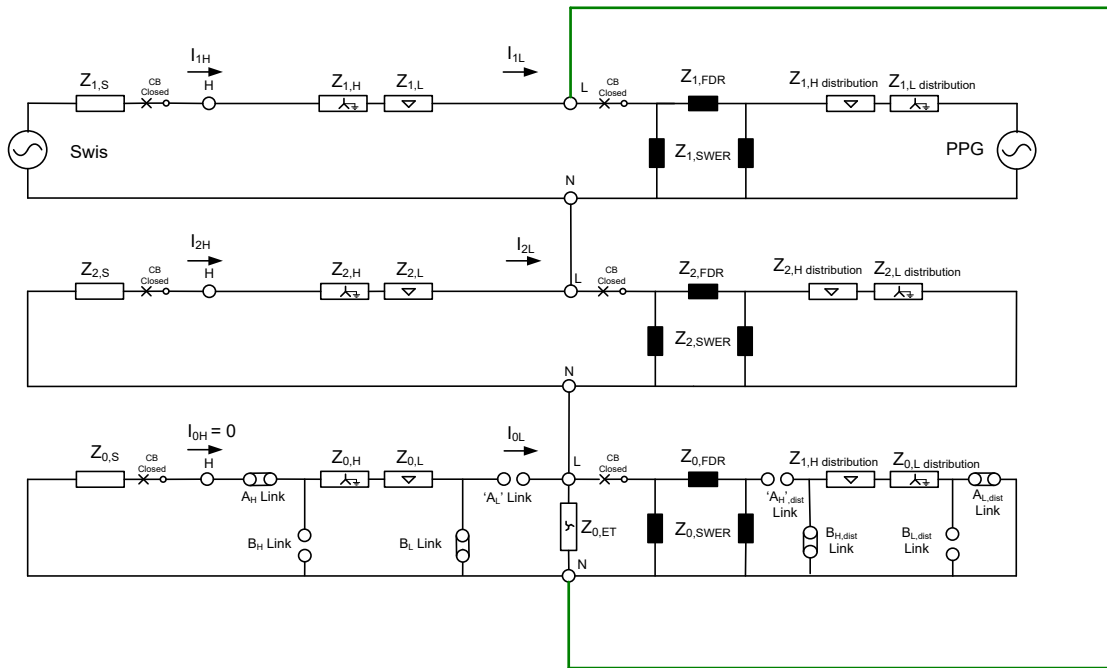 I1H
I1L
Z1,S
CB
Closed
H
Z1,H
Z1,L
L
CB
Closed
Z1,FDR
Z1,H distribution
Z1,L distribution
Swis
Z1,SWER
PPG
N
I2H
I2L
Z2,S
CB
Closed
H
Z2,H
Z2,L
L
CB
Closed
Z2,FDR
Z2,H distribution
Z2,L distribution
Z2,SWER
N
I0H = 0
I0L
Z0,S
CB
Closed
H
AH Link
Z0,H
Z0,L
'AL' Link
L
CB
Closed
Z0,FDR
'AH',dist
Link
Z1,H distribution
Z0,L distribution
AL,dist
Link
BH Link
BL Link
Z0,ET
Z0,SWER
BH,dist
Link
BL,dist
Link
N